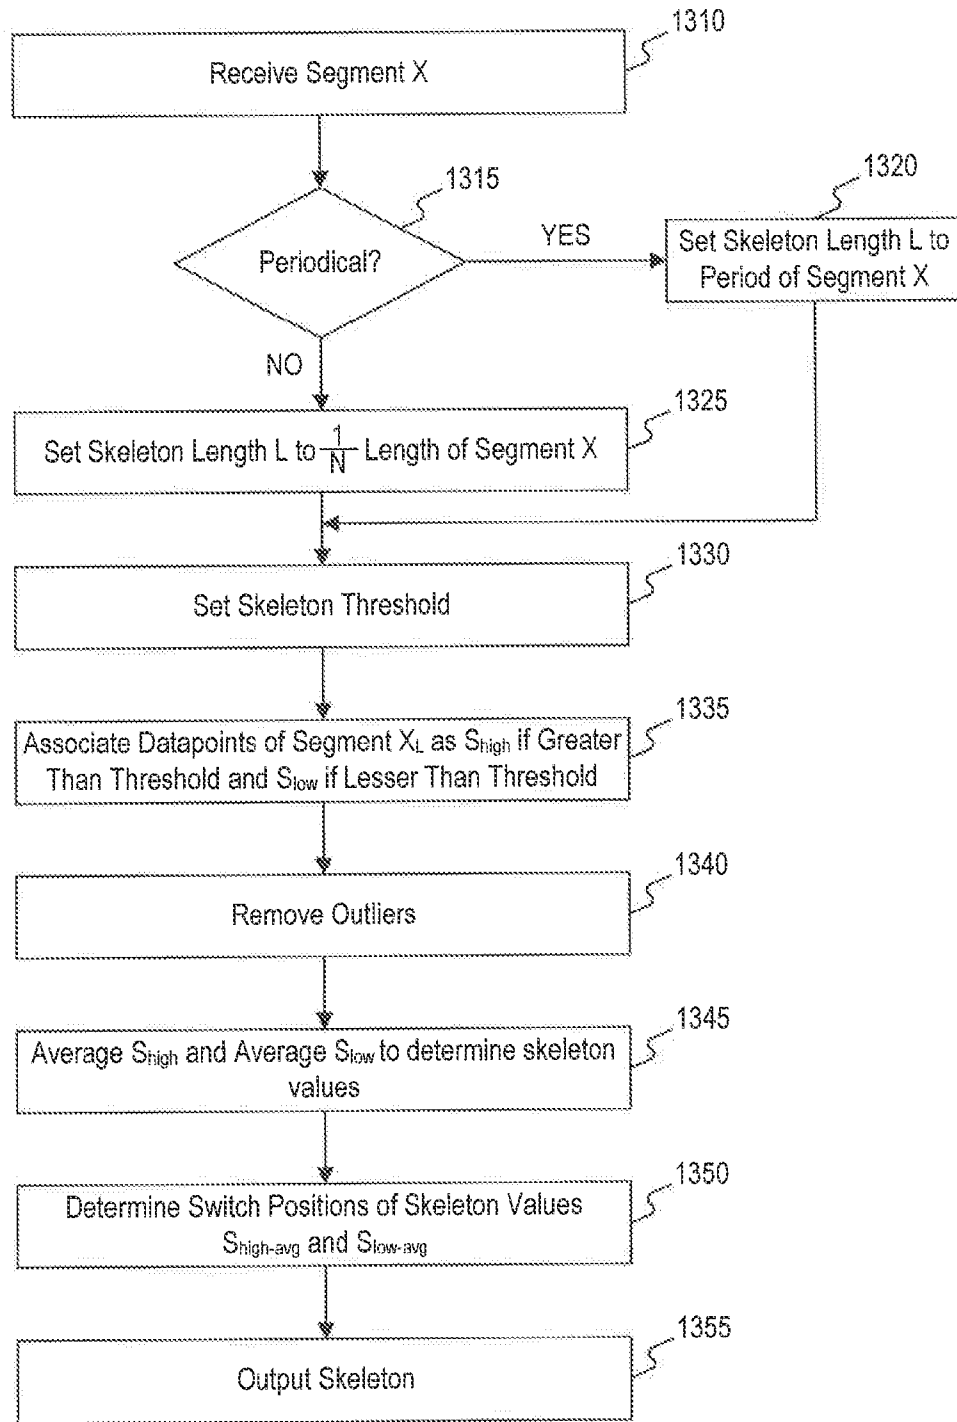 1310
Receive Segment X
1315
Periodical?
YES
1320
Set Skeleton Length L to
Period of Segment X
NO
1325
Set Skeleton Length L to 1/N Length of Segment X
1330
Set Skeleton Threshold
1335
Associate Datapoints of Segment XL as Shigh if Greater
Than Threshold and Slow if Lesser Than Threshold
1340
Remove Outliers
1345
Average Shigh and Average Slow to determine skeleton
values
1350
Determine Switch Positions of Skeleton Values
Shigh-avg and Slow-avg
1355
Output Skeleton